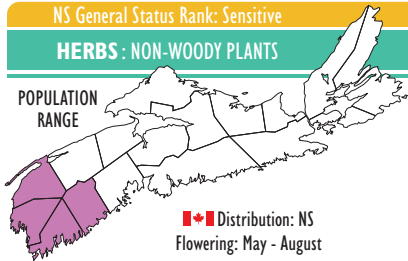 NS General Status Rank: Sensitive
HERBS : NON-WOODY PLANTS
POPULATION
RANGE
Distribution: NS
Flowering: May - August